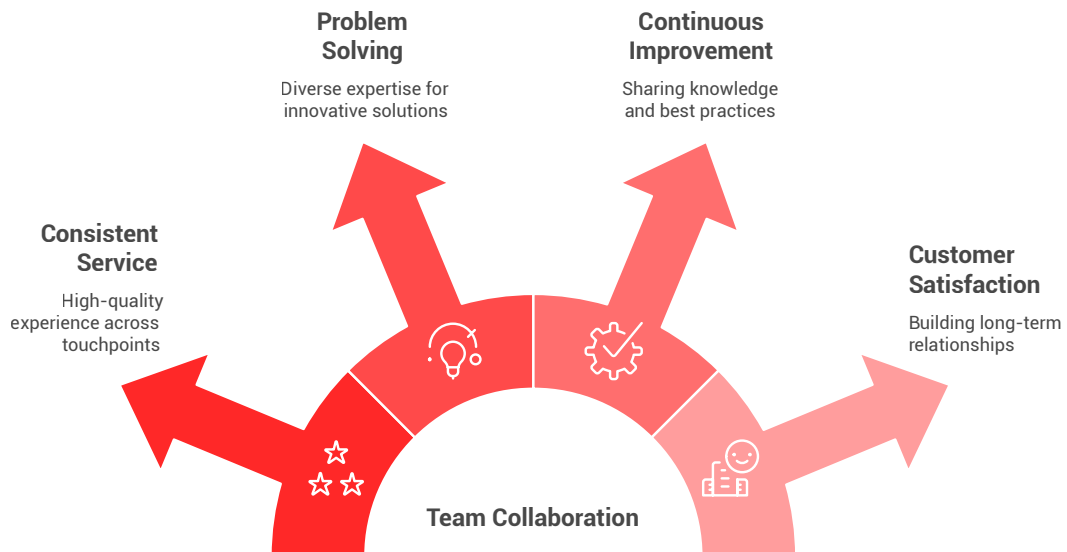 Problem
Solving
Diverse expertise for
innovative solutions
Continuous
Improvement
Sharing knowledge
and best practices
Consistent
Service
High-quality
experience across
touchpoints
Customer
Satisfaction
Building long-term
relationships
Team Collaboration